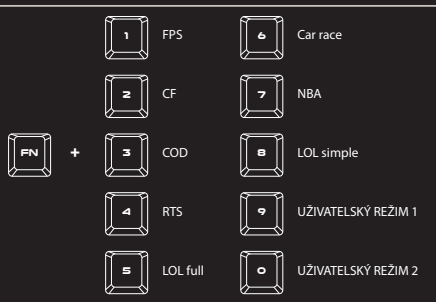 1 FPS 6 Car race
2 CF 7 NBA
FN + 3 COD 8 LOL simple
4 RTS 9 UŽIVATELSKÝ REŽIM 1
5 LOL full 0 UŽIVATELSKÝ REŽIM 2